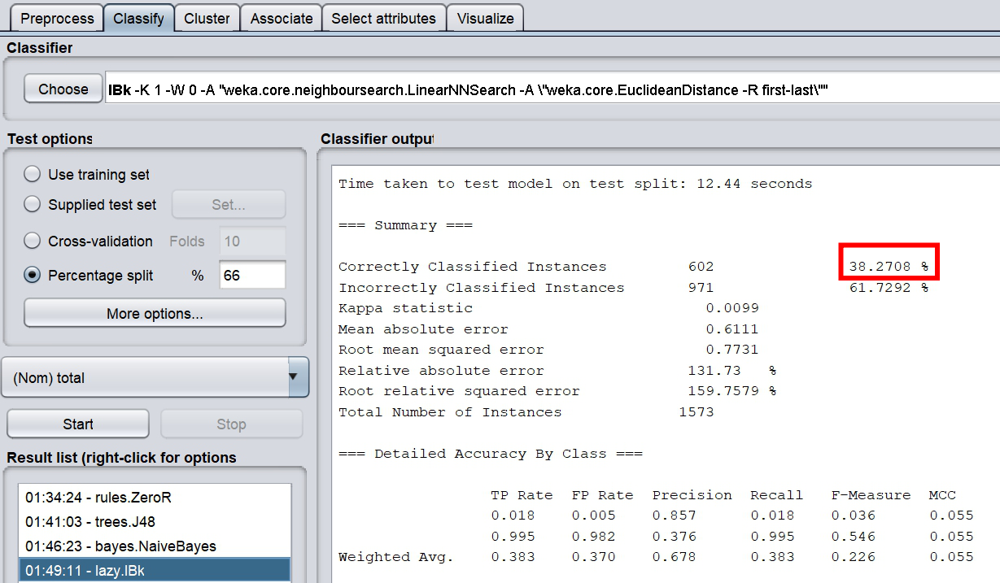 Preprocess Classify Cluster Associate Select attributes Visualize
Classifier
Choose IBk -K 1 -W 0 -A "weka.core.neighboursearch.LinearNNSearch -A \"weka.core.EuclideanDistance -R first-last\""
Test options
Use training set
Supplied test set Set...
Cross-validation Folds 10
Percentage split % 66
More options...
(Nom) total
Start Stop
Result list (right-click for options
01:34:24 - rules.ZeroR
01:41:03 - trees.J48
01:46:23 - bayes.NaiveBayes
01:49:11 - lazy.IBk
Classifier output
Time taken to test model on test split: 12.44 seconds
=== Summary ===
Correctly Classified Instances 602 38.2708 %
Incorrectly Classified Instances 971 61.7292 %
Kappa statistic 0.0099
Mean absolute error 0.6111
Root mean squared error 0.7731
Relative absolute error 131.73 %
Root relative squared error 159.7579 %
Total Number of Instances 1573
=== Detailed Accuracy By Class ===
TP Rate FP Rate Precision Recall F-Measure MCC
0.018 0.005 0.857 0.018 0.036 0.055
0.995 0.982 0.376 0.995 0.546 0.055
Weighted Avg. 0.383 0.370 0.678 0.383 0.226 0.055